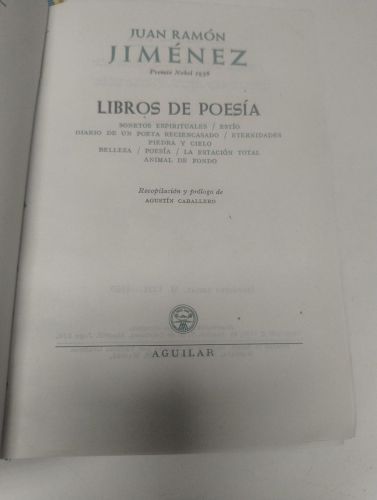 JUAN RAMÓN
JIMÉNEZ
Premio Nobel 1956
LIBROS DE POESÍA
SONETOS ESPIRITUALES / ESTÍO
DIARIO DE UN POETA RECIENCASADO / ETERNIDADES
PIEDRA Y CIELO
BELLEZA / POESÍA / LA ESTACIÓN TOTAL
ANIMAL DE FONDO
Recopilación y prólogo de
AGUSTÍN CABALLERO
AGUILAR